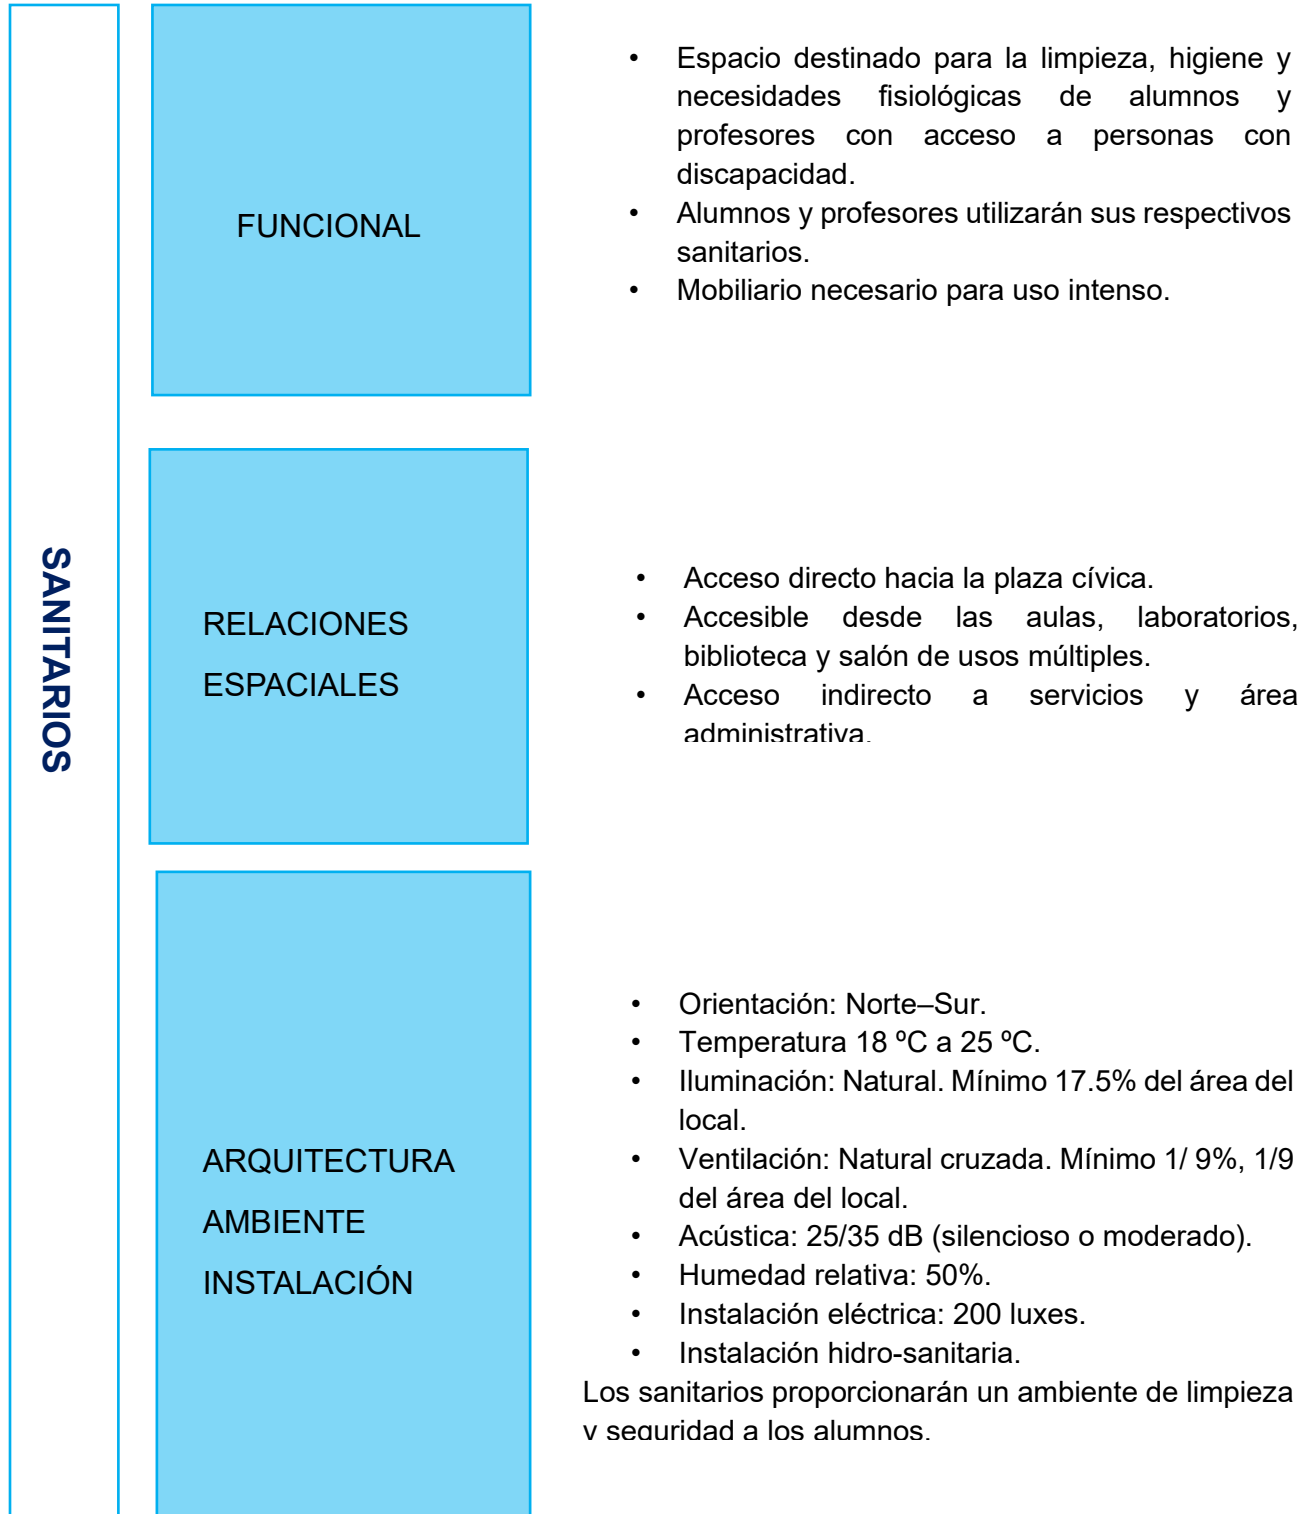 SANITARIOS
FUNCIONAL
• Espacio destinado para la limpieza, higiene y
necesidades fisiológicas de alumnos y
profesores con acceso a personas con
discapacidad.
• Alumnos y profesores utilizarán sus respectivos
sanitarios.
• Mobiliario necesario para uso intenso.
RELACIONES
ESPACIALES
• Acceso directo hacia la plaza cívica.
• Accesible desde las aulas, laboratorios,
biblioteca y salón de usos múltiples.
• Acceso indirecto a servicios y área
administrativa.
ARQUITECTURA
AMBIENTE
INSTALACIÓN
• Orientación: Norte–Sur.
• Temperatura 18 ºC a 25 ºC.
• Iluminación: Natural. Mínimo 17.5% del área del
local.
• Ventilación: Natural cruzada. Mínimo 1/ 9%, 1/9
del área del local.
• Acústica: 25/35 dB (silencioso o moderado).
• Humedad relativa: 50%.
• Instalación eléctrica: 200 luxes.
• Instalación hidro-sanitaria.
Los sanitarios proporcionarán un ambiente de limpieza
y seguridad a los alumnos.